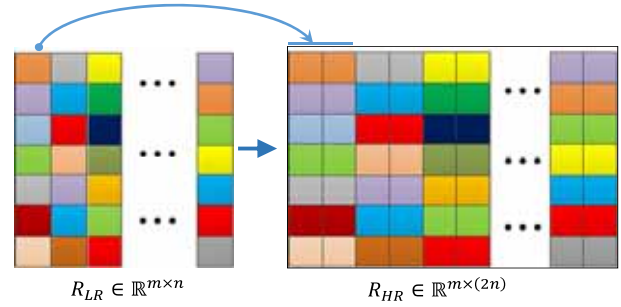 R_{LR} ∈ ℝ^{m×n}
R_{HR} ∈ ℝ^{m×(2n)}